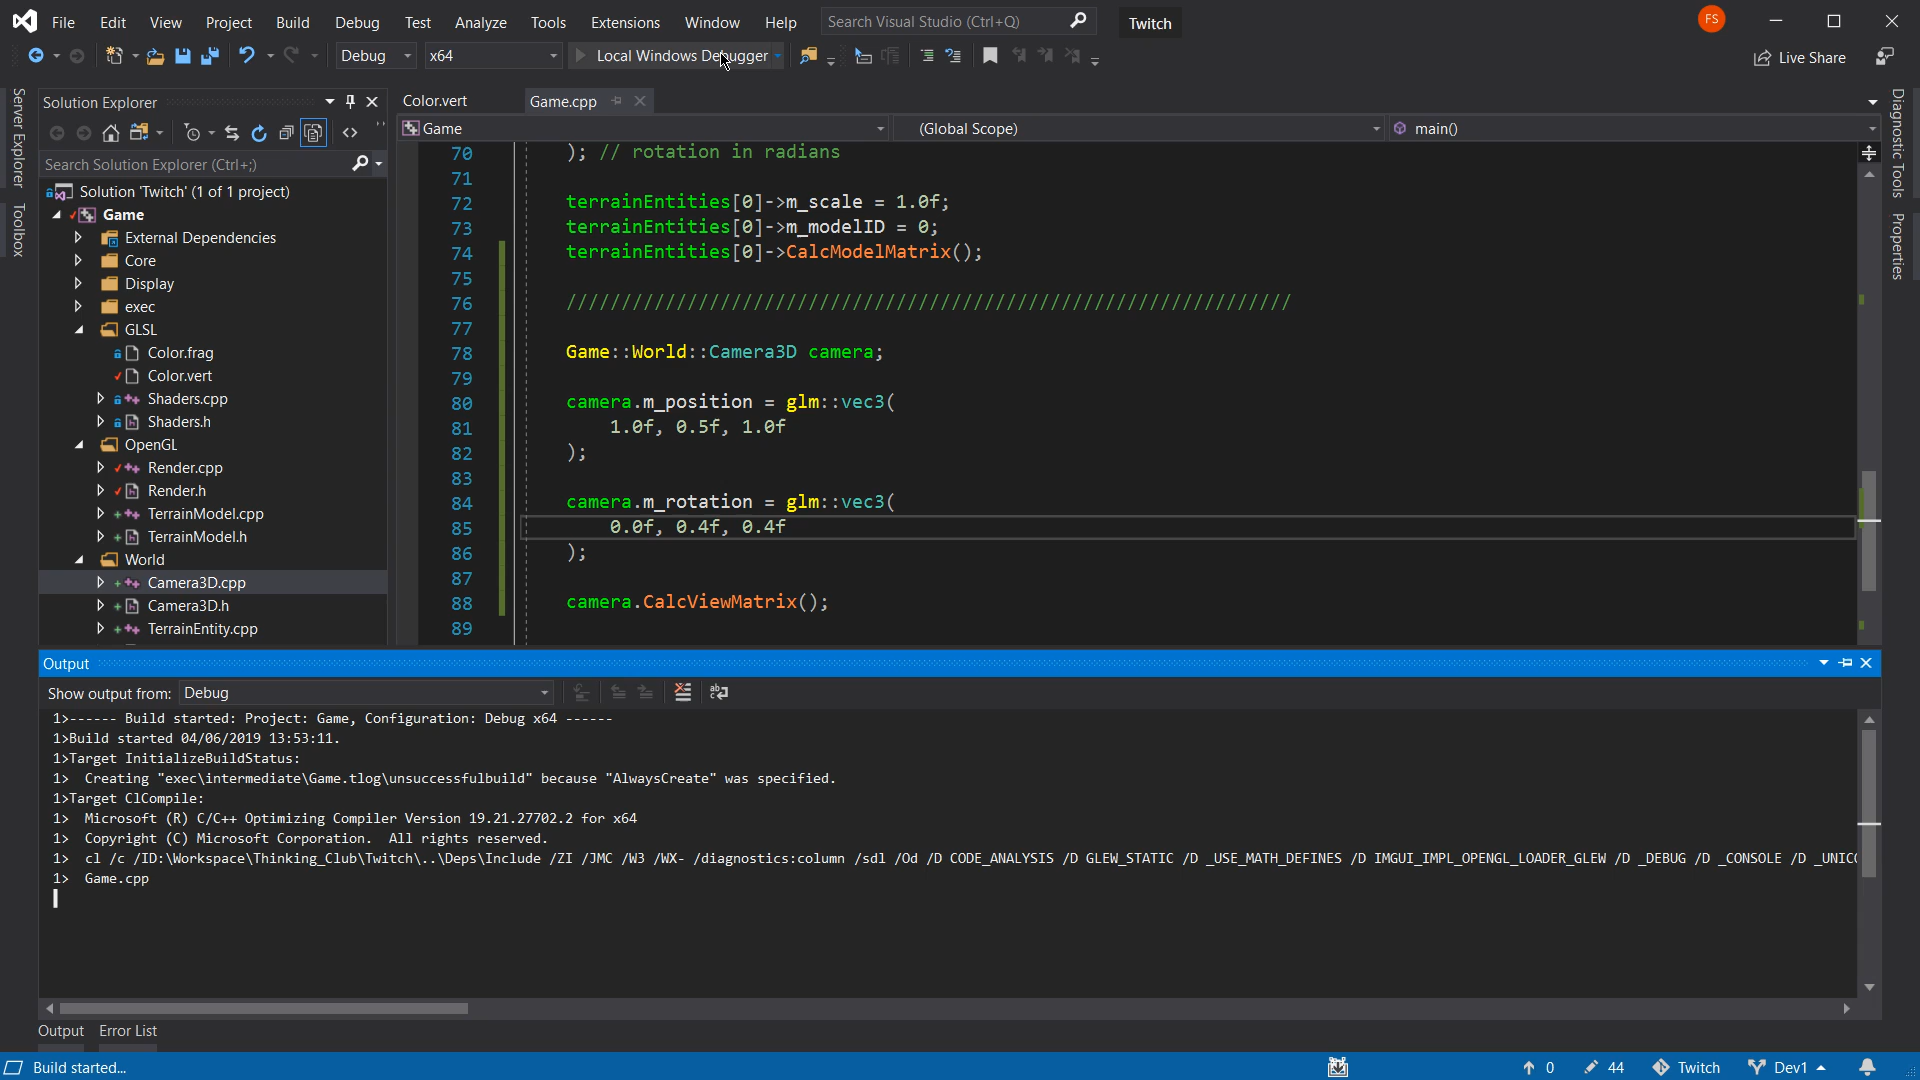 File Edit View Project Build Debug Test Analyze Tools Extensions Window Help Search Visual Studio (Ctrl+Q) Twitch FS
Debug x64 Local Windows Debugger Live Share
Server Explorer
Toolbox
Solution Explorer
Search Solution Explorer (Ctrl+;)
Solution 'Twitch' (1 of 1 project)
Game
External Dependencies
Core
Display
exec
GLSL
Color.frag
Color.vert
Shaders.cpp
Shaders.h
OpenGL
Render.cpp
Render.h
TerrainModel.cpp
TerrainModel.h
World
Camera3D.cpp
Camera3D.h
TerrainEntity.cpp
Color.vert Game.cpp
Game (Global Scope) main()
70 ); // rotation in radians
71
72 terrainEntities[0]->m_scale = 1.0f;
73 terrainEntities[0]->m_modelID = 0;
74 terrainEntities[0]->CalcModelMatrix();
75
76 //////////////////////////////////////////////////////////////////
77
78 Game::World::Camera3D camera;
79
80 camera.m_position = glm::vec3(
81 1.0f, 0.5f, 1.0f
82 );
83
84 camera.m_rotation = glm::vec3(
85 0.0f, 0.4f, 0.4f
86 );
87
88 camera.CalcViewMatrix();
89
Diagnostic Tools
Properties
Output
Show output from: Debug
1>------ Build started: Project: Game, Configuration: Debug x64 ------
1>Build started 04/06/2019 13:53:11.
1>Target InitializeBuildStatus:
1> Creating "exec\intermediate\Game.tlog\unsuccessfulbuild" because "AlwaysCreate" was specified.
1>Target ClCompile:
1> Microsoft (R) C/C++ Optimizing Compiler Version 19.21.27702.2 for x64
1> Copyright (C) Microsoft Corporation. All rights reserved.
1> cl /c /ID:\Workspace\Thinking_Club\Twitch\..\Deps\Include /ZI /JMC /W3 /WX- /diagnostics:column /sdl /Od /D CODE_ANALYSIS /D GLEW_STATIC /D _USE_MATH_DEFINES /D IMGUI_IMPL_OPENGL_LOADER_GLEW /D _DEBUG /D _CONSOLE /D _UNIC
1> Game.cpp
Output Error List
Build started... 0 44 Twitch Dev1